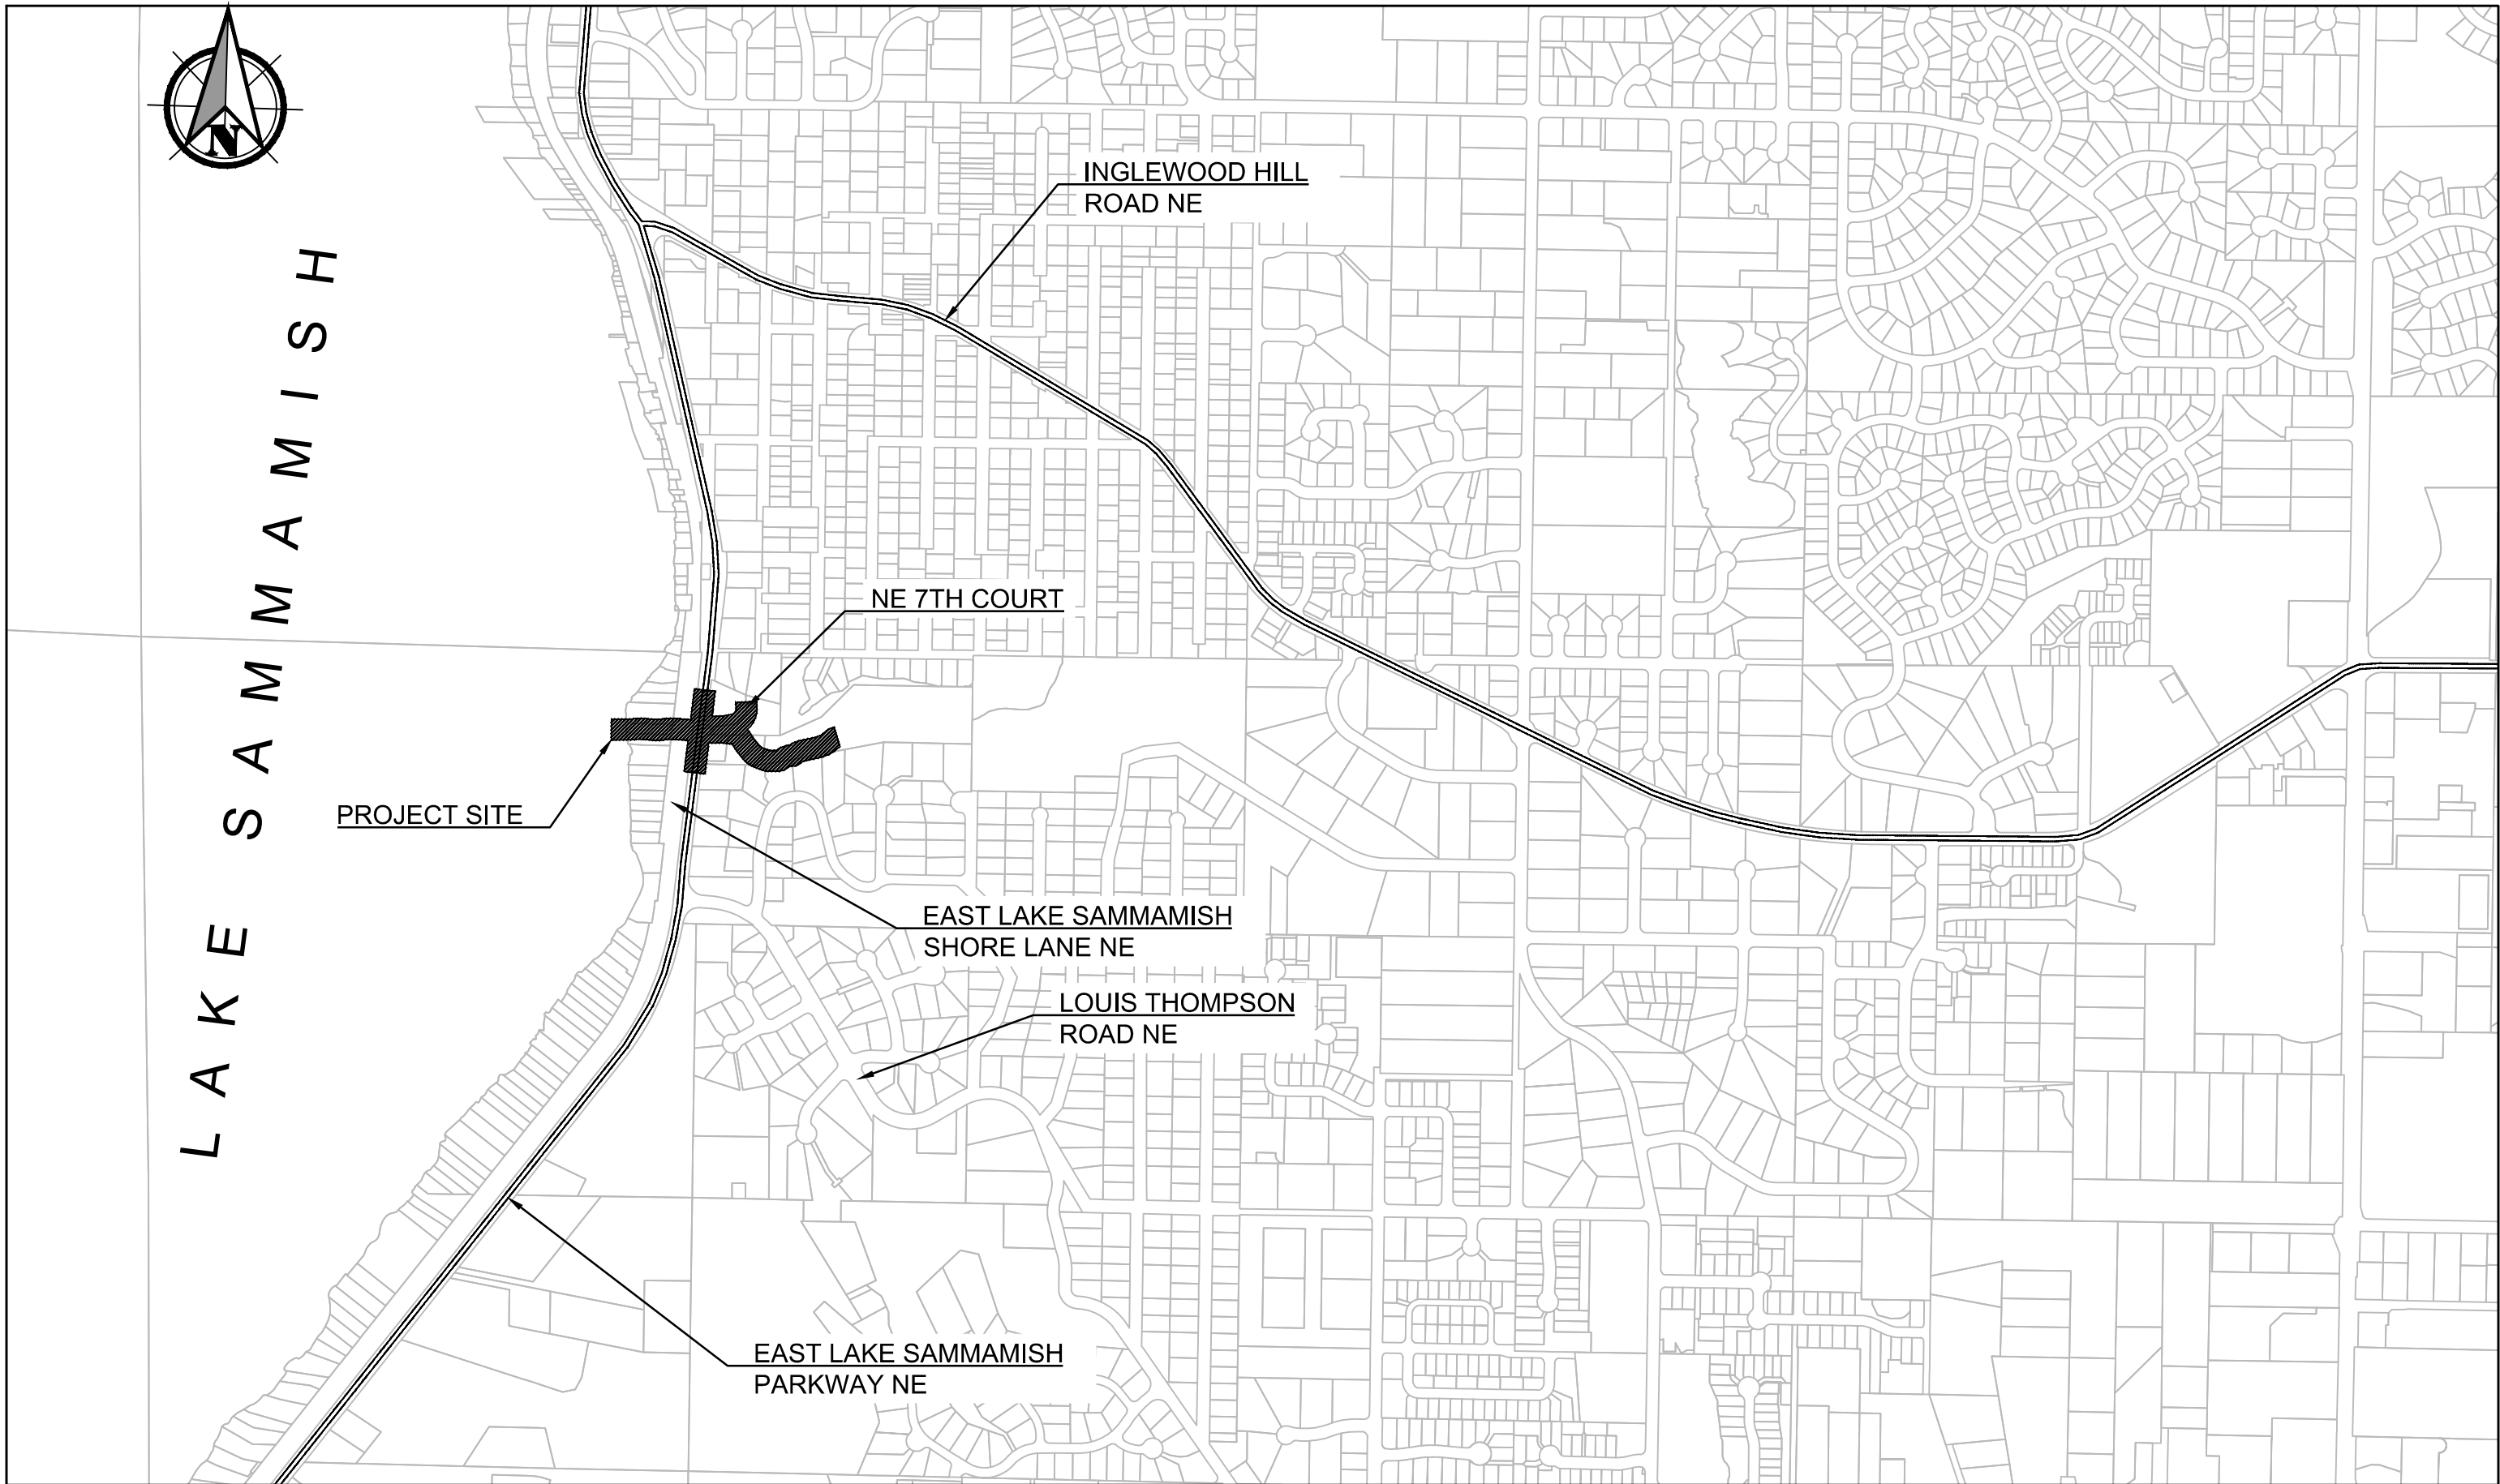 N
INGLEWOOD HILL
ROAD NE
LAKE SAMMAMISH
NE 7TH COURT
PROJECT SITE
EAST LAKE SAMMAMISH
SHORE LANE NE
LOUIS THOMPSON
ROAD NE
EAST LAKE SAMMAMISH
PARKWAY NE